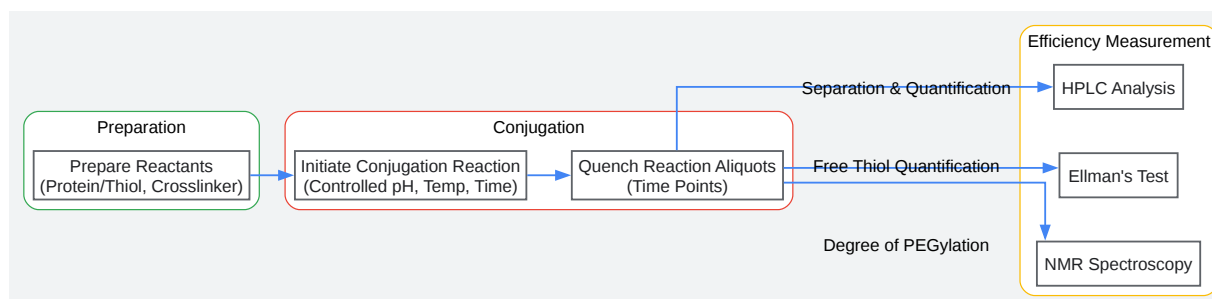 Preparation
Prepare Reactants
(Protein/Thiol, Crosslinker)
Conjugation
Initiate Conjugation Reaction
(Controlled pH, Temp, Time)
Quench Reaction Aliquots
(Time Points)
Separation & Quantification
Free Thiol Quantification
Degree of PEGylation
Efficiency Measurement
HPLC Analysis
Ellman's Test
NMR Spectroscopy